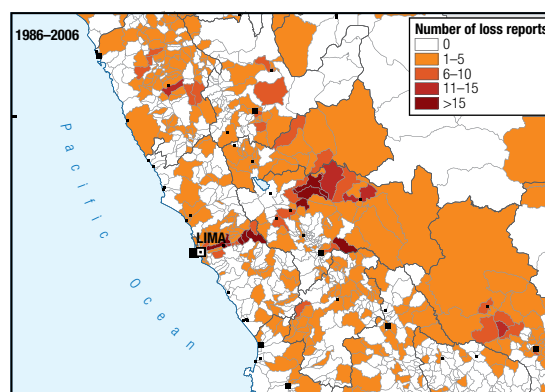 1986–2006
Number of loss reports
0
1–5
6–10
11–15
>15
Pacific Ocean
LIMA